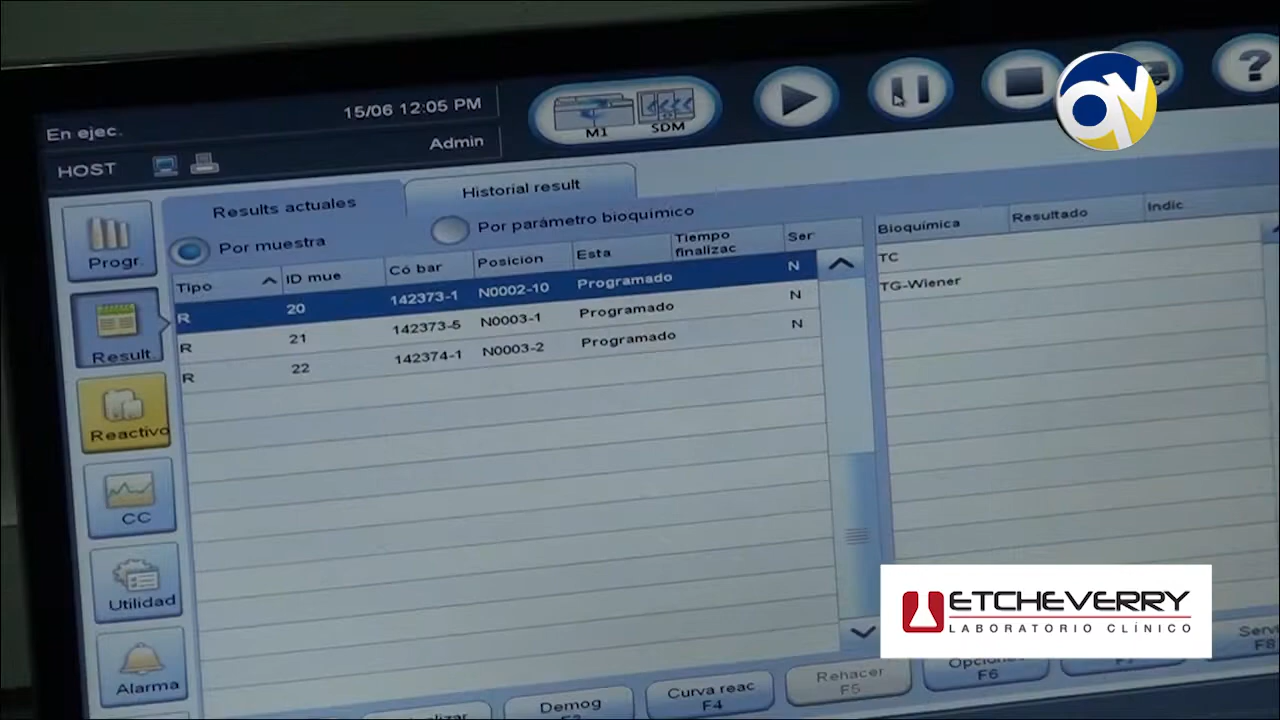 En ejec.
15/06 12:05 PM
HOST
Admin
M1
SDM
?
Results actuales
Historial result
Por muestra
Por parámetro bioquímico
Tipo
ID mue
Có bar
Posición
Esta
Tiempo
finalizac
Ser
R 20 142373-1 N0002-10 Programado N
R 21 142373-5 N0003-1 Programado N
R 22 142374-1 N0003-2 Programado N
Bioquímica
Resultado
Indic
TC
TG-Wiener
Progr.
Result.
Reactivo
CC
Utilidad
Alarma
Demog
F3
Curva reac
F4
Rehacer
F5
F6
F7
F8
ETCHEVERRY
LABORATORIO CLÍNICO